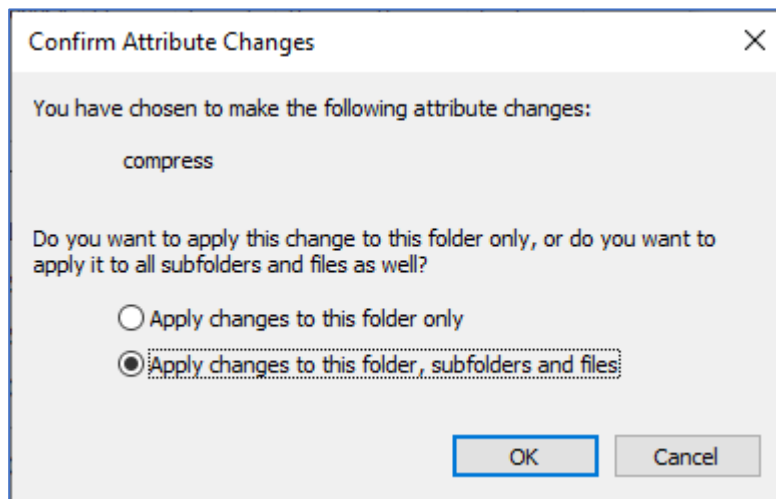 Confirm Attribute Changes
You have chosen to make the following attribute changes:
compress
Do you want to apply this change to this folder only, or do you want to
apply it to all subfolders and files as well?
Apply changes to this folder only
Apply changes to this folder, subfolders and files
OK Cancel